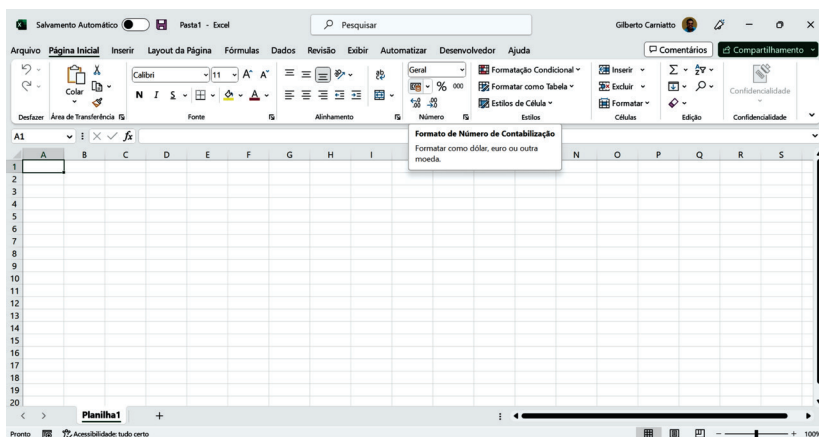 Salvamento Automático Pasta1 - Excel Pesquisar Gilberto Carniatto
Arquivo Página Inicial Inserir Layout da Página Fórmulas Dados Revisão Exibir Automatizar Desenvolvedor Ajuda Comentários Compartilhamento
Calibri 11 Geral Formatação Condicional Inserir
Colar N I S % 000 Formatar como Tabela Excluir Confidencialidade
Estilos de Célula Formatar
Desfazer Área de Transferência Fonte Alinhamento Número Estilos Células Edição Confidencialidade
A1 fx
Formato de Número de Contabilização
Formatar como dólar, euro ou outra
moeda.
A B C D E F G H I N O P Q R S
1
2
3
4
5
6
7
8
9
10
11
12
13
14
15
16
17
18
19
20
Planilha1 +
Pronto Acessibilidade: tudo certo 100%